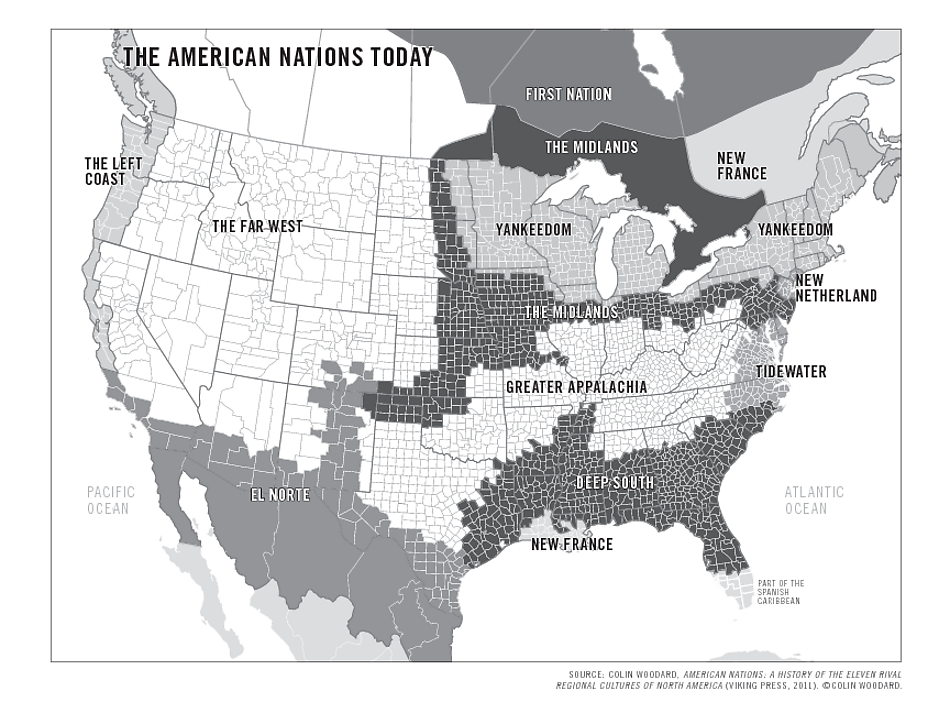 THE AMERICAN NATIONS TODAY
FIRST NATION
THE MIDLANDS
NEW
FRANCE
THE LEFT
COAST
THE FAR WEST
YANKEEDOM
YANKEEDOM
NEW
NETHERLAND
THE MIDLANDS
TIDEWATER
GREATER APPALACHIA
PACIFIC
OCEAN
EL NORTE
DEEP SOUTH
ATLANTIC
OCEAN
NEW FRANCE
PART OF THE
SPANISH
CARIBBEAN
SOURCE: COLIN WOODARD, AMERICAN NATIONS: A HISTORY OF THE ELEVEN RIVAL
REGIONAL CULTURES OF NORTH AMERICA (VIKING PRESS, 2011). ©COLIN WOODARD.